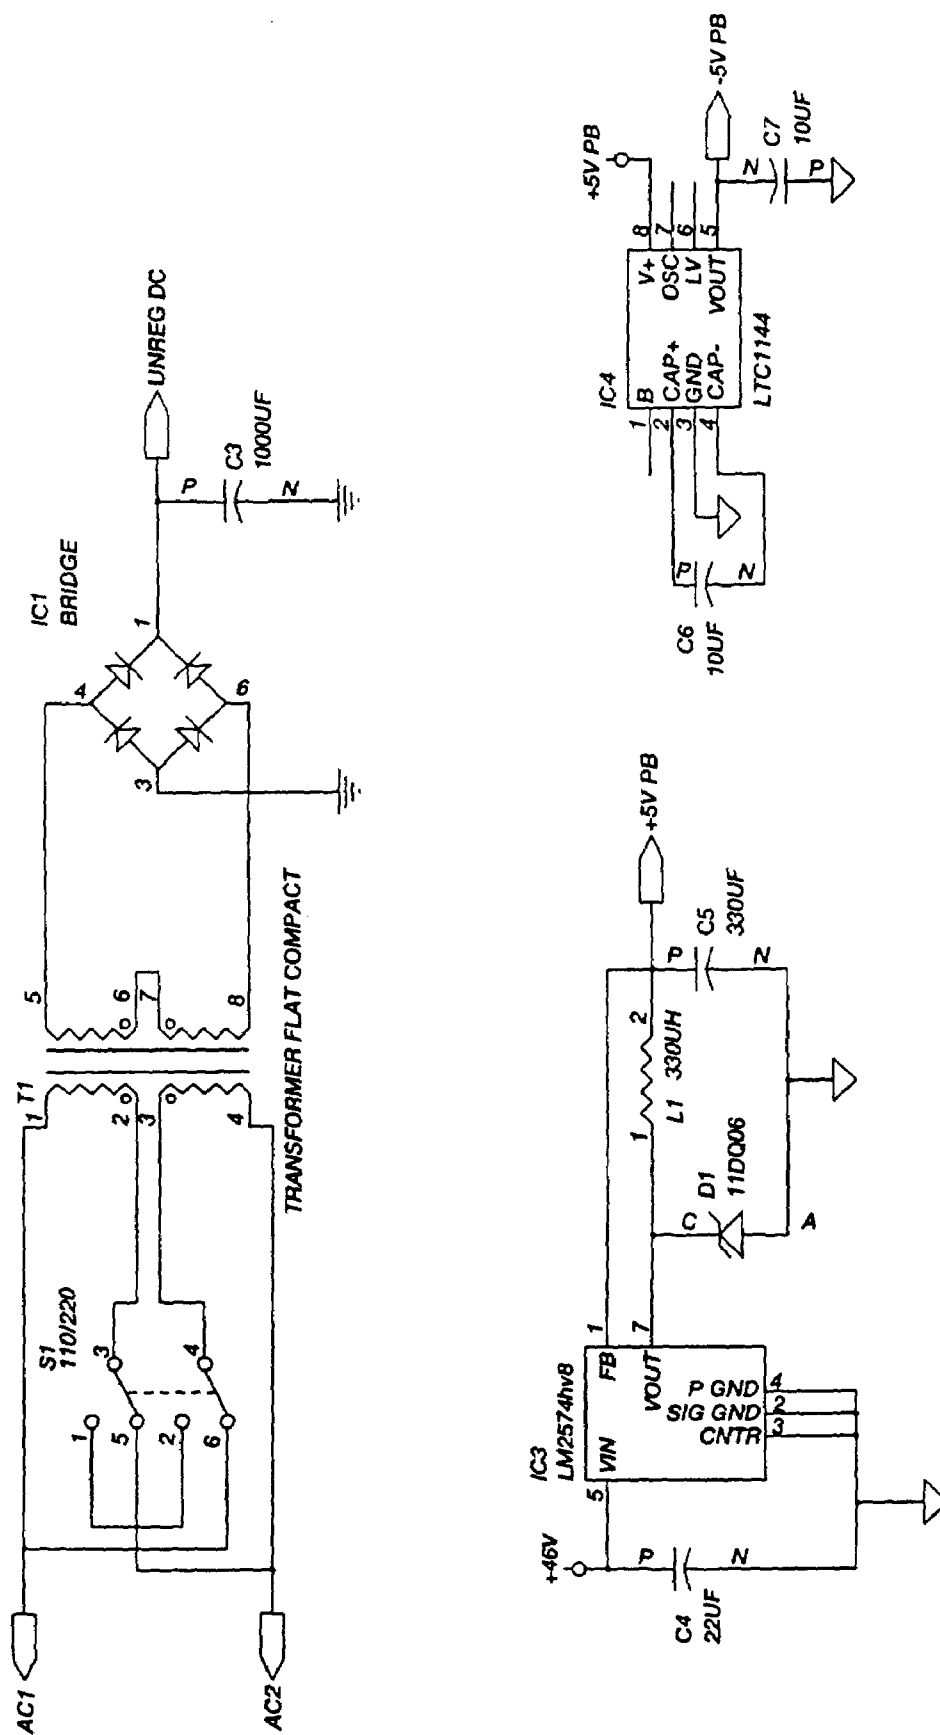 AC1
AC2
S1
110/220
1
5
2
6
3
4
T1
1
2
3
4
5
6
7
8
TRANSFORMER FLAT COMPACT
IC1
BRIDGE
4
1
3
6
UNREG DC
P
C3
1000UF
N
+46V
P
C4
22UF
N
IC3
LM2574hv8
5
VIN
FB
1
VOUT
7
P GND
4
SIG GND
2
CNTR
3
C
D1
11DQ06
A
1
L1
330UH
2
P
C5
330UF
N
+5V PB
C6
10UF
P
N
IC4
1
B
2
CAP+
3
GND
4
CAP-
V+
8
OSC
7
LV
6
VOUT
5
LTC1144
+5V PB
-5V PB
N
C7
10UF
P